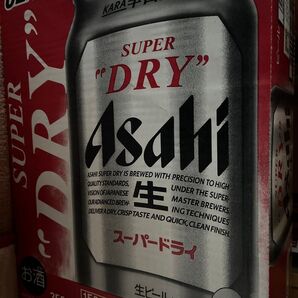 KARA
SUPER
"DRY"
Asahi
ASAHI SUPER DRY IS BREWED WITH PRECISION TO HIGH
QUALITY STANDARDS, UNDER THE SUPER-
VISION OF JAPANESE MASTER BREWERS.
OUR ADVANCED BREW-ING TECHNIQUES
DELIVER A DRY, CRISP TASTE AND QUICK, CLEAN FINISH.
生
スーパードライ
生ビール
SUPER
"DRY"
お酒